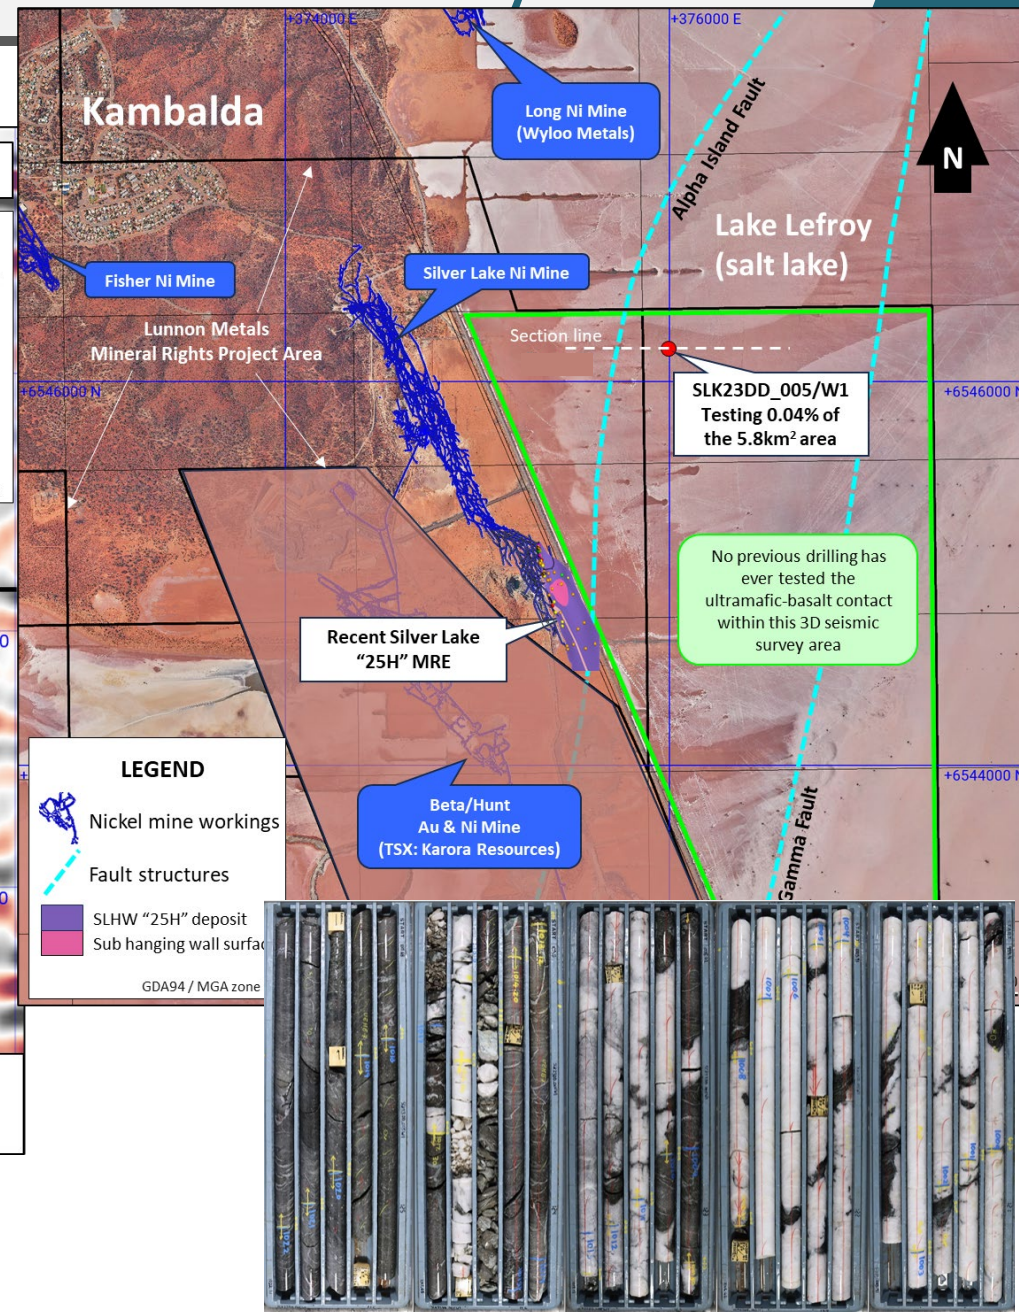 +374000 E
+376000 E
Kambalda
Long Ni Mine
(Wyloo Metals)
Alpha Island Fault
N
Lake Lefroy
(salt lake)
Fisher Ni Mine
Silver Lake Ni Mine
Lunnon Metals
Mineral Rights Project Area
Section line
+6546000 N
+6546000 N
SLK23DD_005/W1
Testing 0.04% of
the 5.8km² area
No previous drilling has
ever tested the
ultramafic-basalt contact
within this 3D seismic
survey area
Recent Silver Lake
“25H” MRE
0
+6544000 N
LEGEND
Nickel mine workings
Fault structures
SLHW “25H” deposit
Sub hanging wall surfac
GDA94 / MGA zone
Beta/Hunt
Au & Ni Mine
(TSX: Karora Resources)
Gamma Fault
0